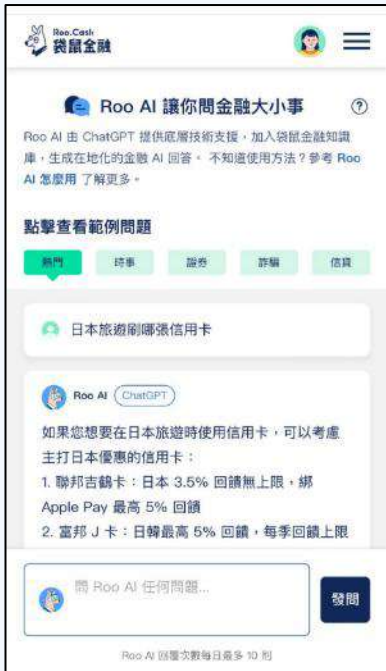 Roo.Cash
袋鼠金融
Roo AI 讓你問金融大小事 ?
Roo AI 由 ChatGPT 提供底層技術支援，加入袋鼠金融知識
庫，生成在地化的金融 AI 回答。 不知道使用方法？參考 Roo
AI 怎麼用 了解更多。
點擊查看範例問題
熱門 時事 證券 詐騙 信貸
日本旅遊刷哪張信用卡
Roo AI ChatGPT
如果您想要在日本旅遊時使用信用卡，可以考慮
主打日本優惠的信用卡：
1. 聯邦吉鶴卡：日本 3.5% 回饋無上限，綁
Apple Pay 最高 5% 回饋
2. 富邦 J 卡：日韓最高 5% 回饋，每季回饋上限
問 Roo AI 任何問題...
發問
Roo AI 回覆次數每日最多 10 則